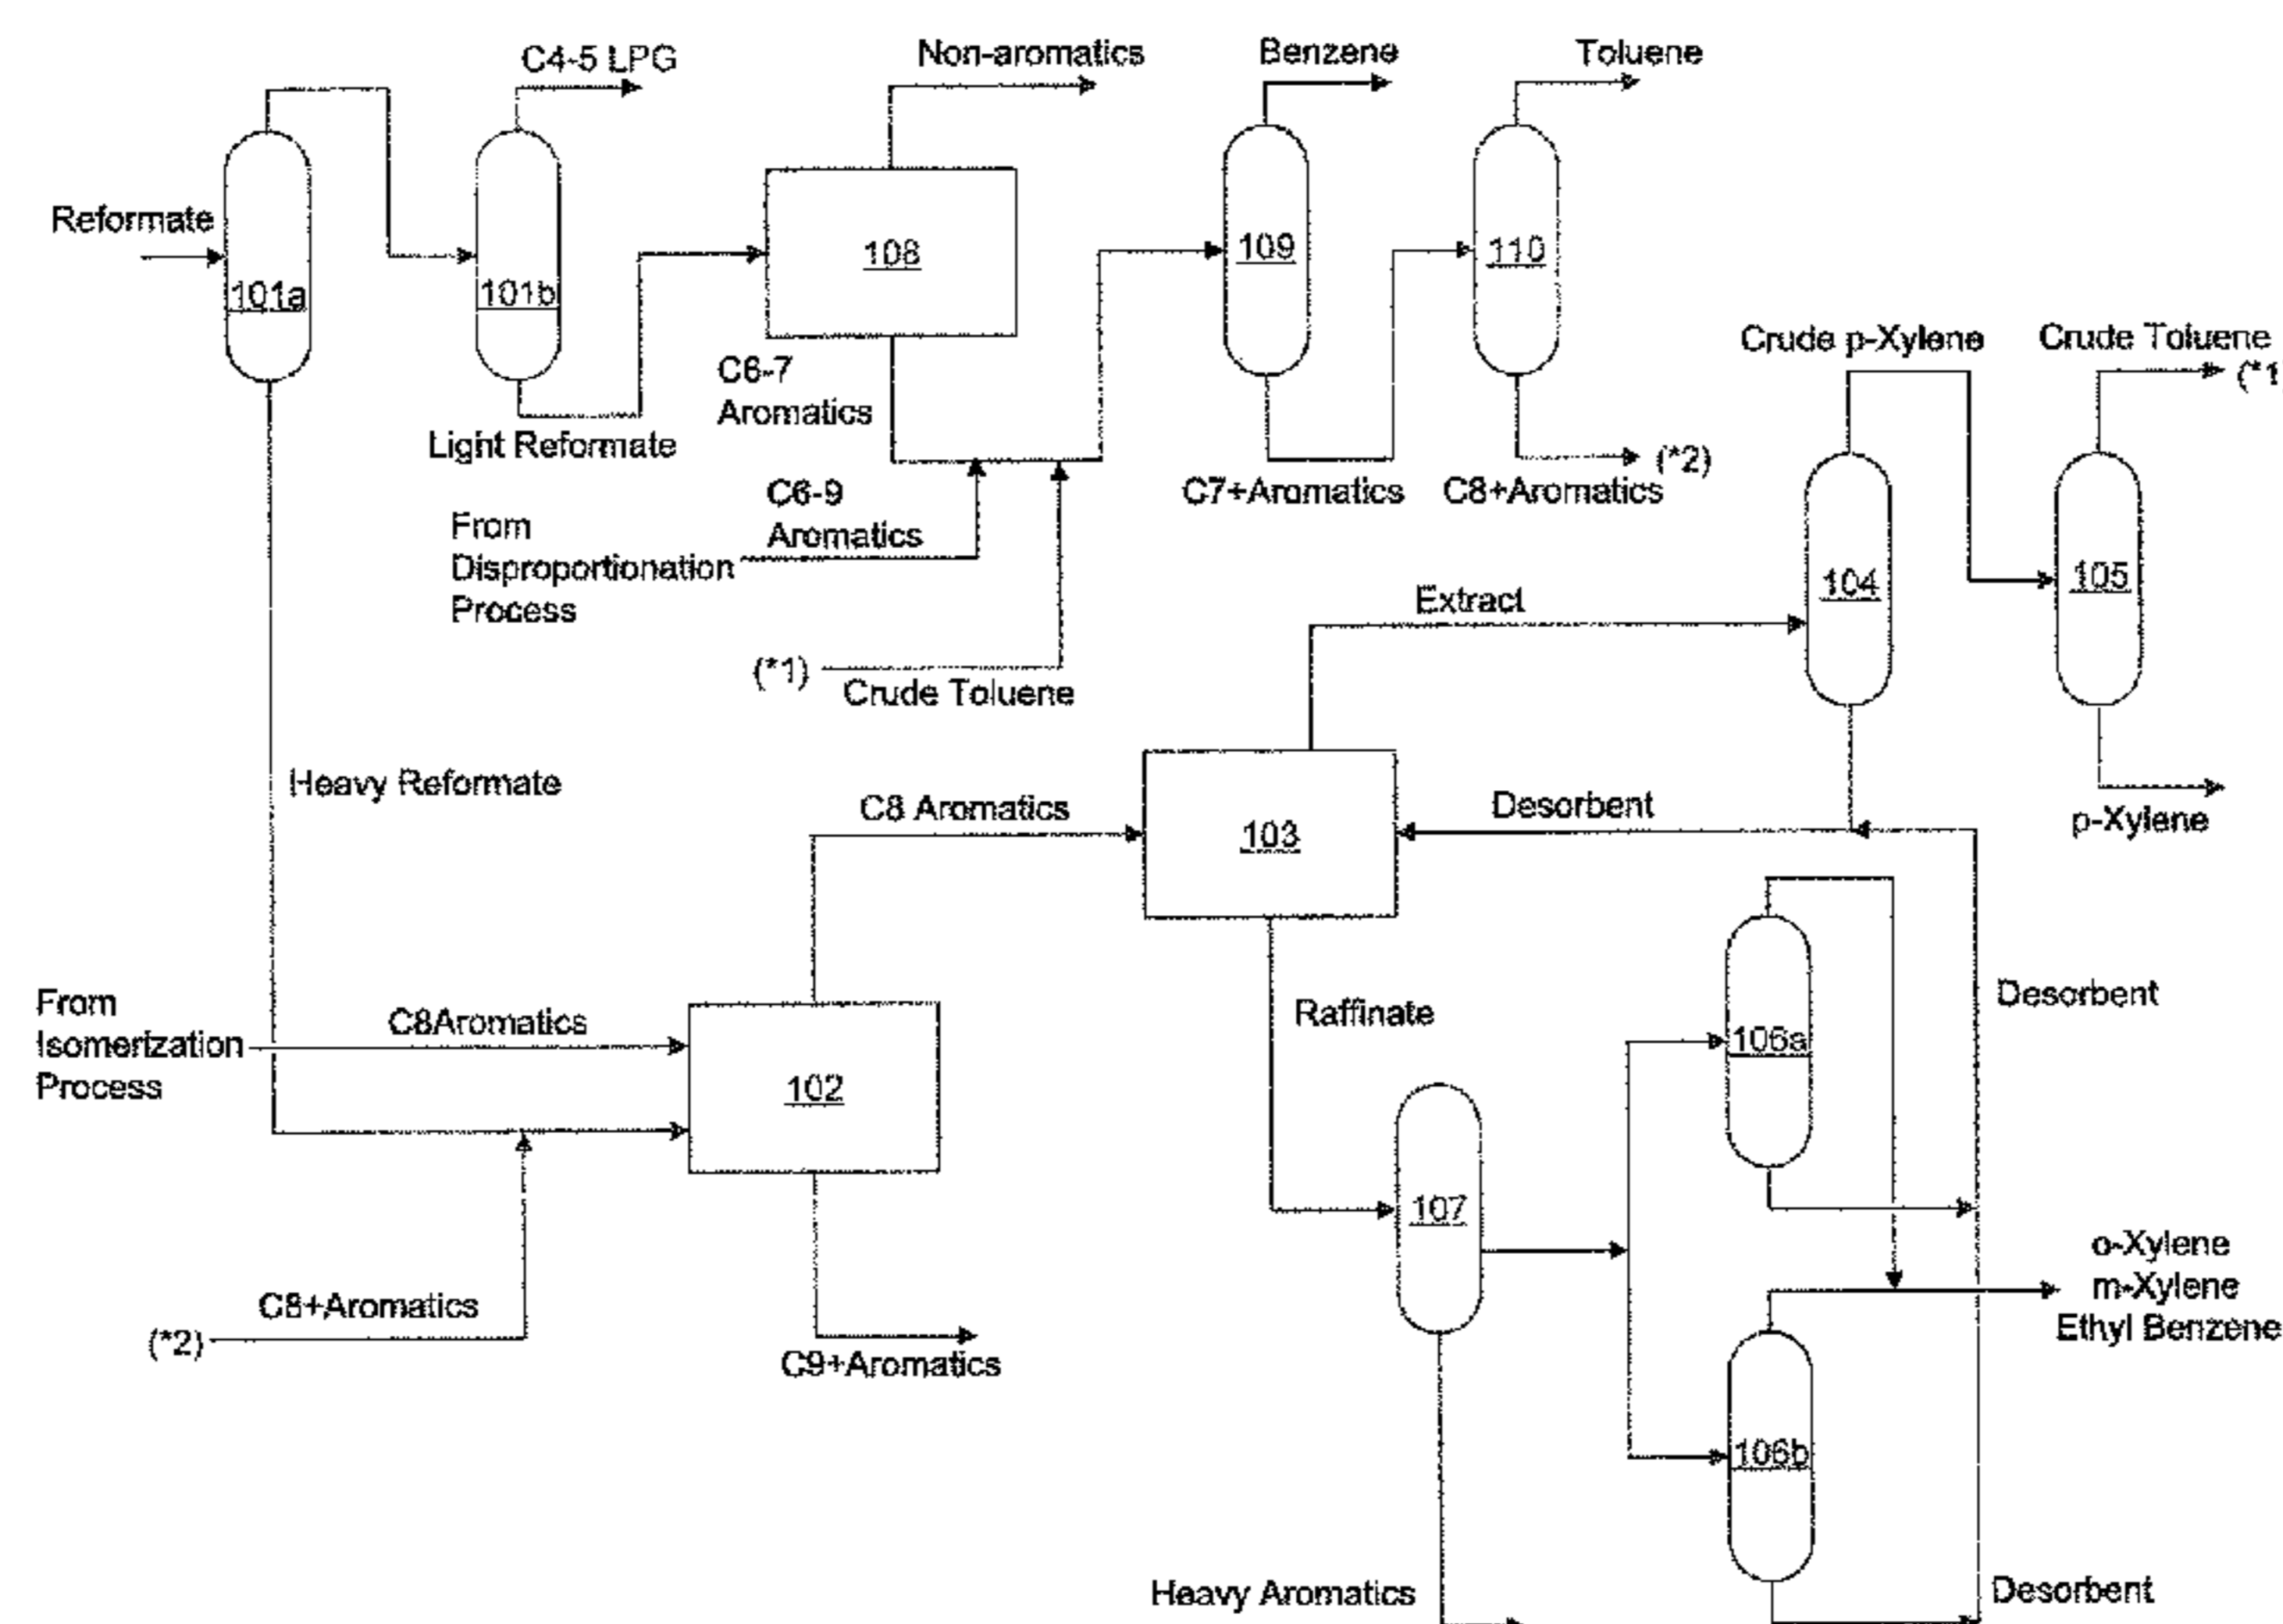 C4-5 LPG
Non-aromatics
Benzene
Toluene
Reformate
101a
101b
108
109
110
C6-7
Aromatics
Light Reformate
C6-9
Aromatics
From
Disproportionation
Process
(*1)
Crude Toluene
C7+Aromatics
C8+Aromatics
(*2)
Crude p-Xylene
Crude Toluene
(*1
104
105
Extract
p-Xylene
Heavy Reformate
C8 Aromatics
103
Desorbent
From
Isomerization
Process
C8Aromatics
102
Raffinate
106a
Desorbent
107
o-Xylene
m-Xylene
Ethyl Benzene
(*2)
C8+Aromatics
C9+Aromatics
106b
Heavy Aromatics
Desorbent